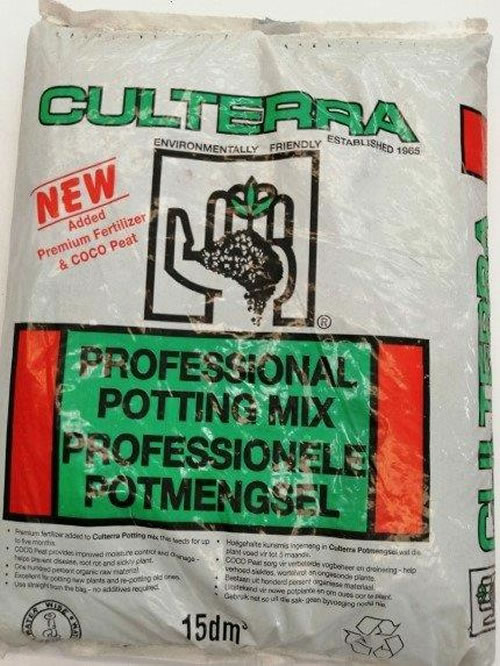 CULTERRA
ENVIRONMENTALLY FRIENDLY ESTABLISHED 1965
NEW
Added
Premium Fertilizer
& COCO Peat
®
PROFESSIONAL
POTTING MIX
PROFESSIONELE
POTMENGSEL
• Premium fertilizer added to Culterra Potting mix this feeds for up
to five months.
• COCO Peat provides improved moisture control and drainage -
helps prevent disease, root rot and sickly plant.
• One hundred percent organic raw material.
• Excellent for potting new plants and re-potting old ones.
• Use straight from the bag - no additives required.
• Hoëgehalte kunsmis ingemeng in Culterra Potmengsel wat die
plant voed vir tot 5 maande.
• COCO Peat sorg vir verbeterde vogbeheer en dreinering - help
verhoed siektes, wortelvrot en ongesonde plante.
• Bestaan uit honderd persent organiese materiaal.
• Uitstekend vir nuwe potplante en om oues oor te plant.
• Gebruik net so uit die sak - geen byvoeging nodig nie.
WATER WISE
15dm³
CULTERRA